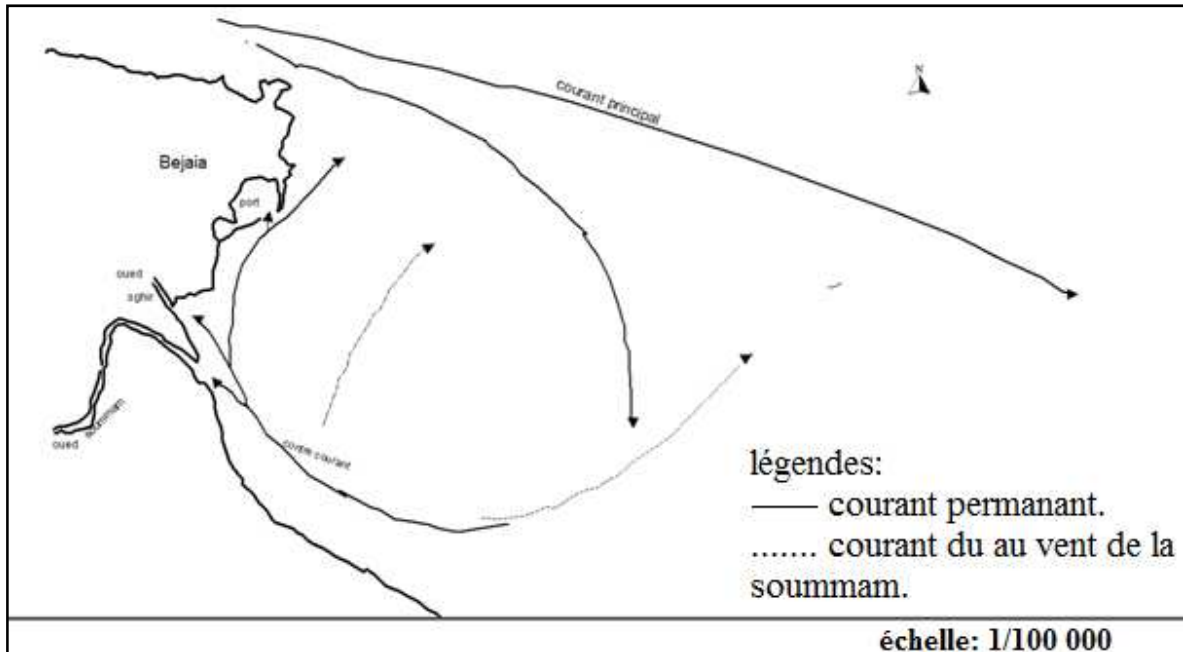 N
courant principal
Bejaia
port
oued
sghir
contre courant
oued soummam
légendes:
—— courant permanant.
....... courant du au vent de la
soummam.
échelle: 1/100 000